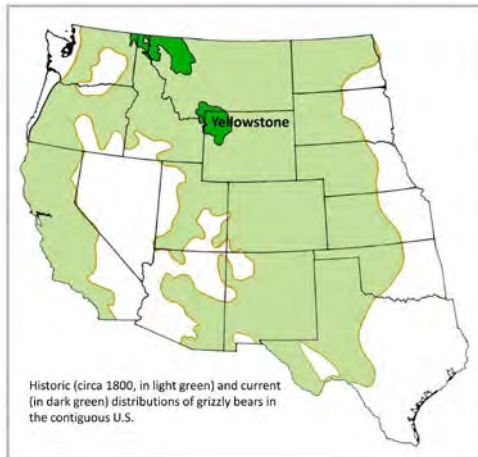 Yellowstone
Historic (circa 1800, in light green) and current
(in dark green) distributions of grizzly bears in
the contiguous U.S.